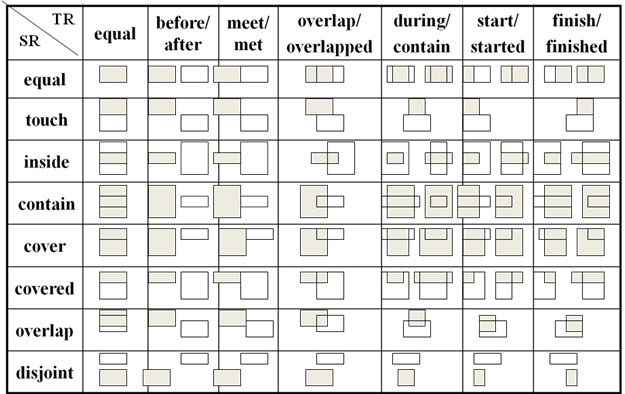 TR
SR
equal
before/
after
meet/
met
overlap/
overlapped
during/
contain
start/
started
finish/
finished
equal
touch
inside
contain
cover
covered
overlap
disjoint